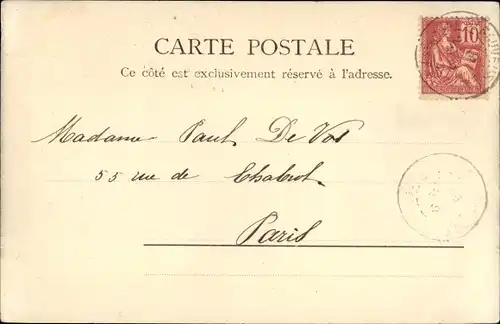 CARTE POSTALE
Ce côté est exclusivement réservé à l'adresse.
10
Madame Paul De Vos
55 rue de Chabrol
Paris